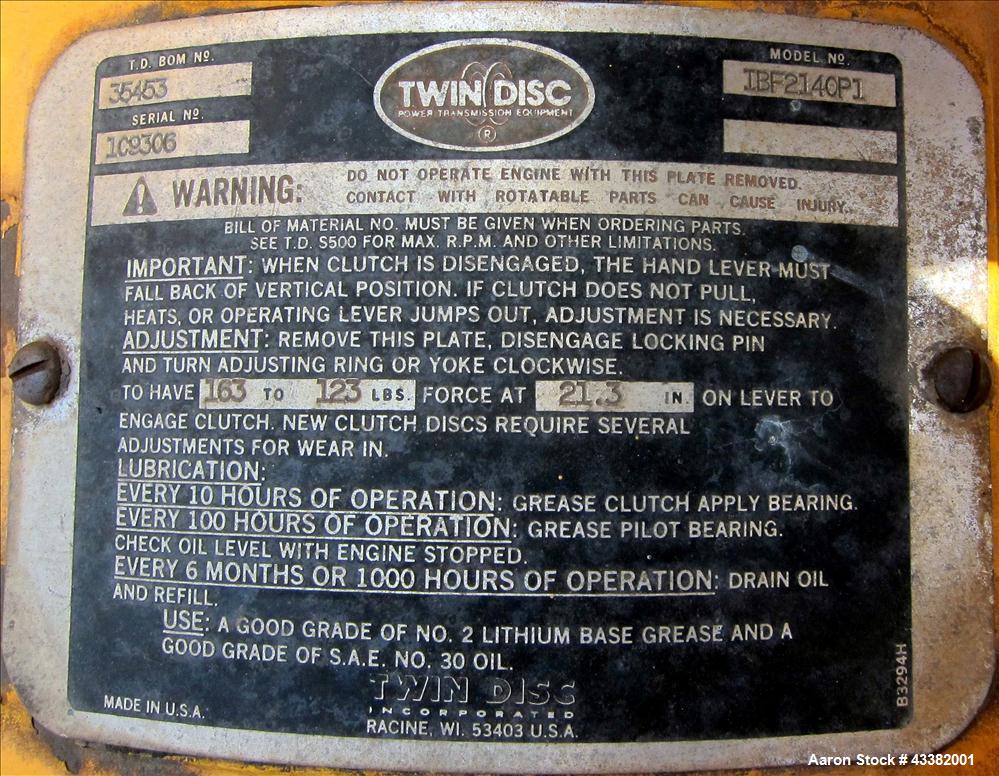 T.D. BOM Nº.
35453
SERIAL Nº.
109306
TWIN DISC
POWER TRANSMISSION EQUIPMENT
®
MODEL Nº
IBF2140P1
WARNING: DO NOT OPERATE ENGINE WITH THIS PLATE REMOVED.
CONTACT WITH ROTATABLE PARTS CAN CAUSE INJURY.
BILL OF MATERIAL NO. MUST BE GIVEN WHEN ORDERING PARTS.
SEE T.D. S500 FOR MAX. R.P.M. AND OTHER LIMITATIONS.
IMPORTANT: WHEN CLUTCH IS DISENGAGED, THE HAND LEVER MUST
FALL BACK OF VERTICAL POSITION. IF CLUTCH DOES NOT PULL,
HEATS, OR OPERATING LEVER JUMPS OUT, ADJUSTMENT IS NECESSARY.
ADJUSTMENT: REMOVE THIS PLATE, DISENGAGE LOCKING PIN
AND TURN ADJUSTING RING OR YOKE CLOCKWISE.
TO HAVE 163 TO 123 LBS. FORCE AT 21.3 IN. ON LEVER TO
ENGAGE CLUTCH. NEW CLUTCH DISCS REQUIRE SEVERAL
ADJUSTMENTS FOR WEAR IN.
LUBRICATION:
EVERY 10 HOURS OF OPERATION: GREASE CLUTCH APPLY BEARING.
EVERY 100 HOURS OF OPERATION: GREASE PILOT BEARING.
CHECK OIL LEVEL WITH ENGINE STOPPED.
EVERY 6 MONTHS OR 1000 HOURS OF OPERATION: DRAIN OIL
AND REFILL.
USE: A GOOD GRADE OF NO. 2 LITHIUM BASE GREASE AND A
GOOD GRADE OF S.A.E. NO. 30 OIL.
TWIN DISC
INCORPORATED
RACINE, WI. 53403 U.S.A.
MADE IN U.S.A.
B3294H
Aaron Stock # 43382001